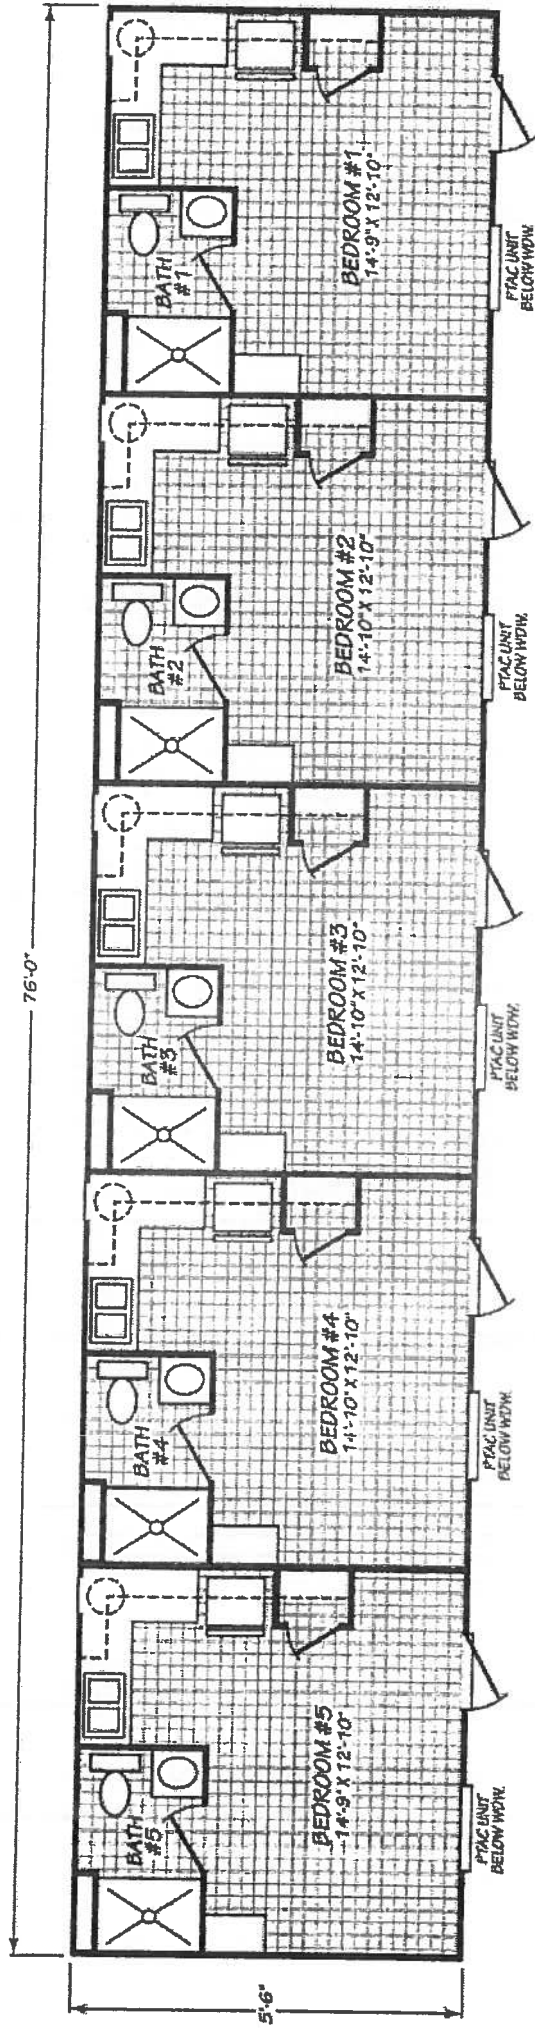 76'-0"
5'-6"
BATH
#5
BEDROOM #5
14'-9" X 12'-10"
PTAC UNIT
BELOW WDW.
BATH
#4
BEDROOM #4
14'-10" X 12'-10"
PTAC UNIT
BELOW WDW.
BATH
#3
BEDROOM #3
14'-10" X 12'-10"
PTAC UNIT
BELOW WDW.
BATH
#2
BEDROOM #2
14'-10" X 12'-10"
PTAC UNIT
BELOW WDW.
BATH
#1
BEDROOM #1
14'-9" X 12'-10"
PTAC UNIT
BELOW WDW.